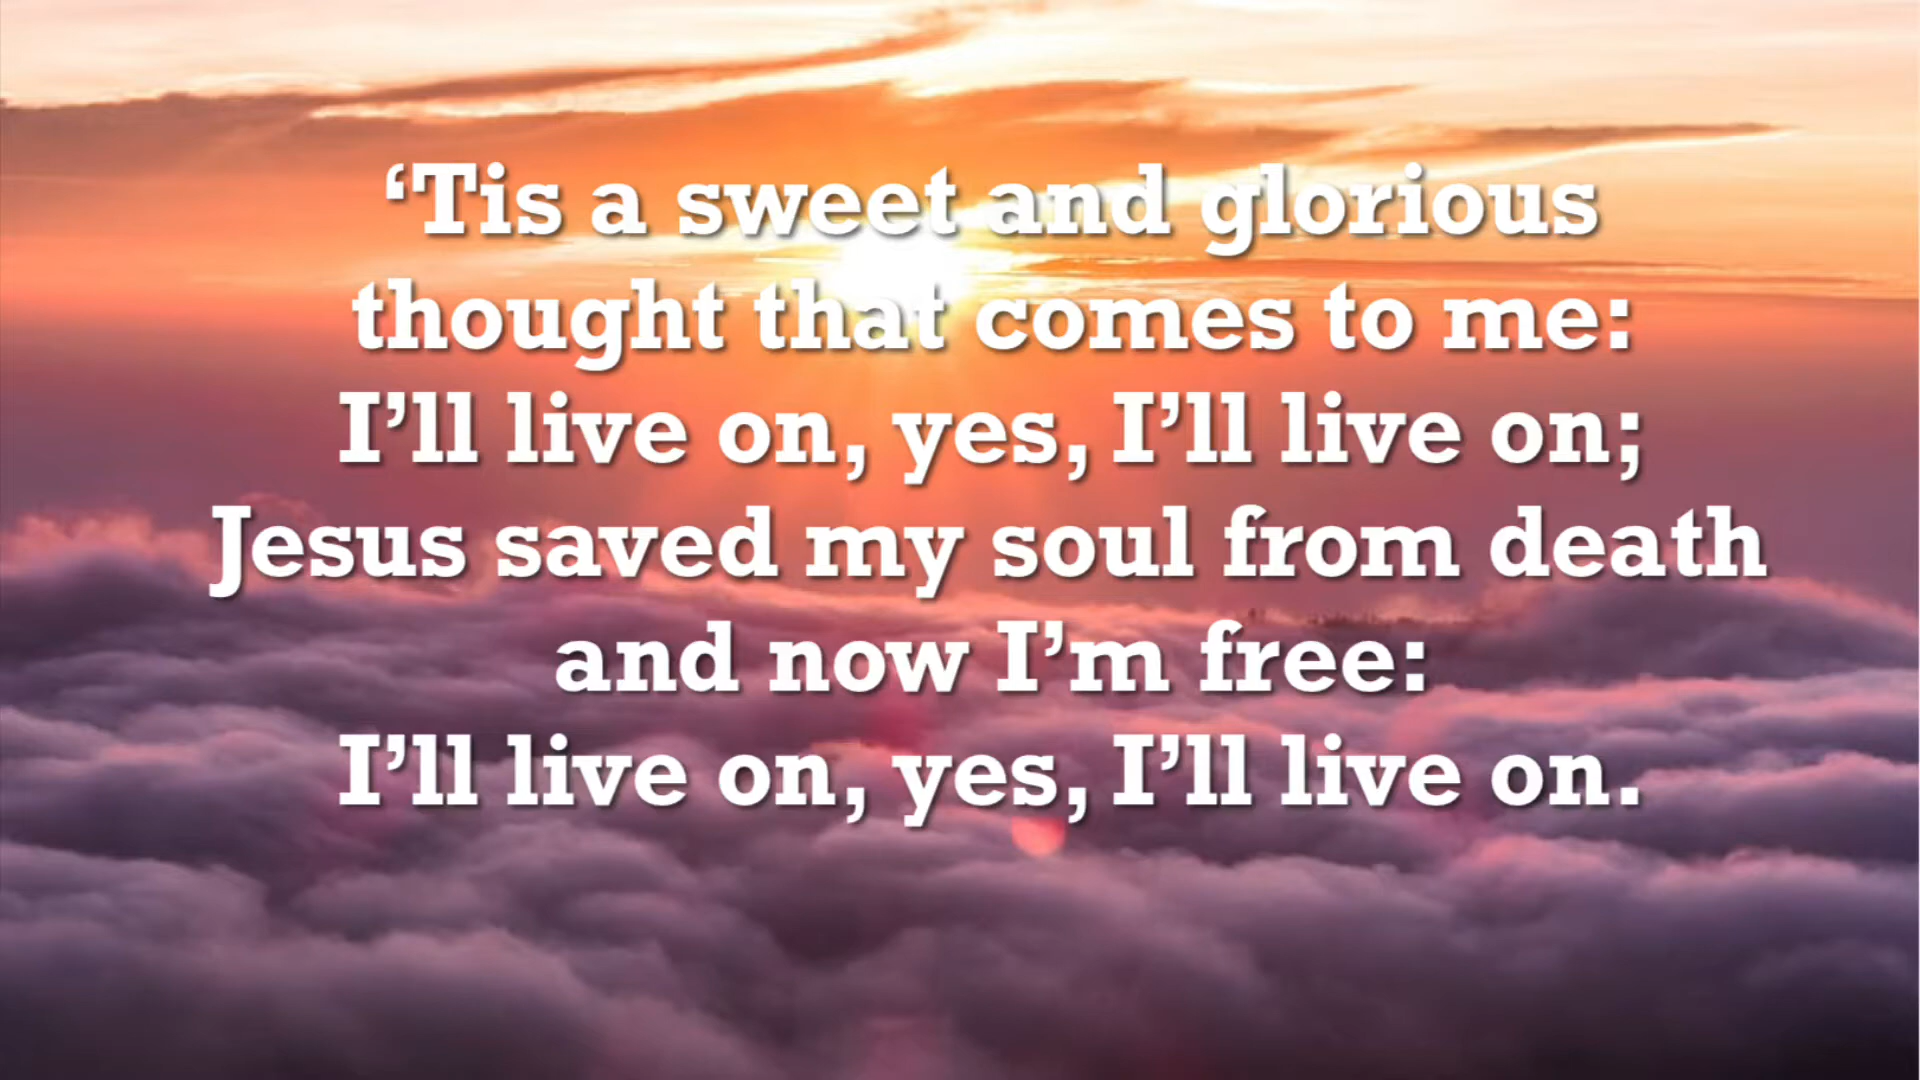 ‘Tis a sweet and glorious
thought that comes to me:
I’ll live on, yes, I’ll live on;
Jesus saved my soul from death
and now I’m free:
I’ll live on, yes, I’ll live on.